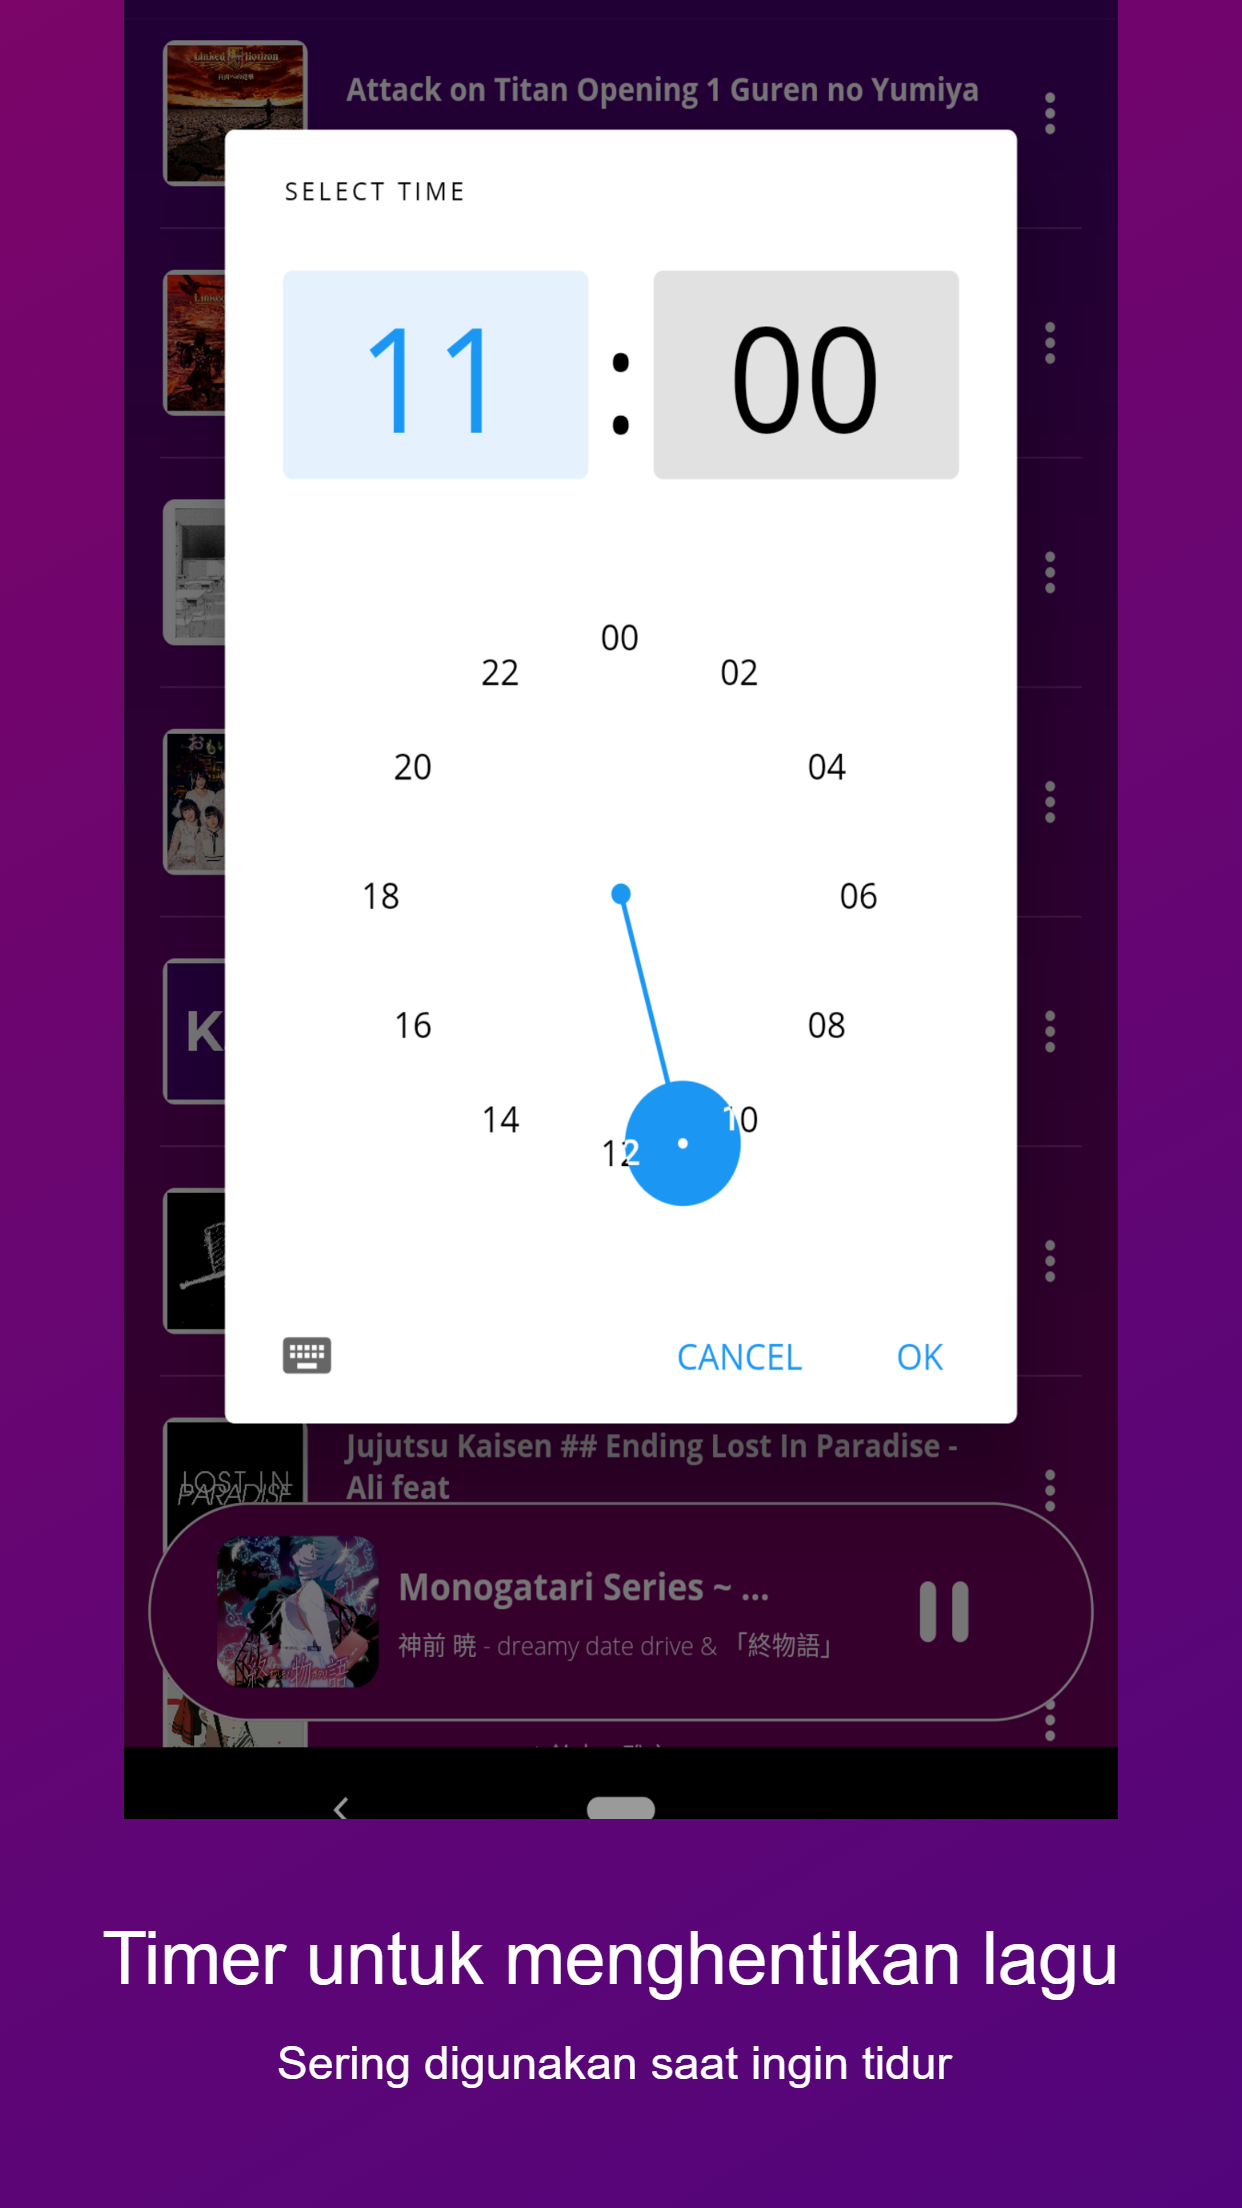 Linked Horizon
Attack on Titan Opening 1 Guren no Yumiya
SELECT TIME
11 : 00
00
22
02
20
04
18
06
16
08
14
10
12
CANCEL
OK
Jujutsu Kaisen ## Ending Lost In Paradise -
Ali feat
LOST IN
PARADISE
Monogatari Series ~ ...
神前 暁 - dreamy date drive & 「終物語」
Timer untuk menghentikan lagu
Sering digunakan saat ingin tidur